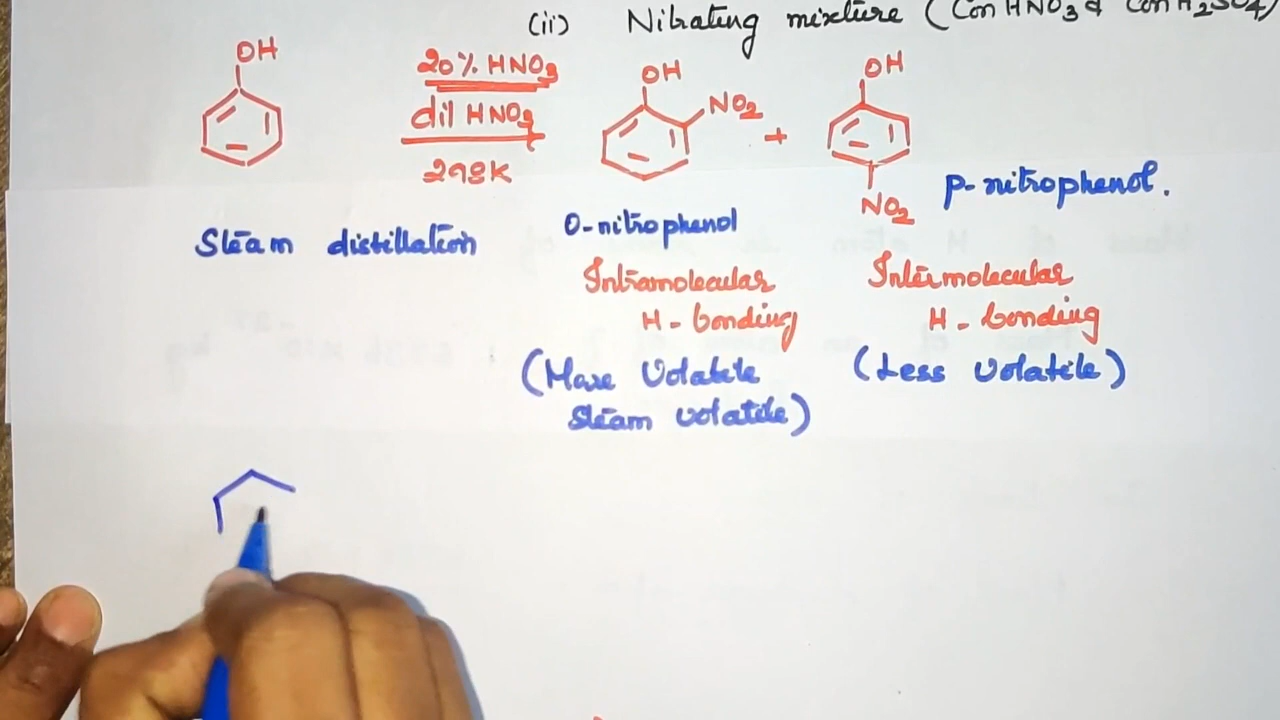 (ii) Nitrating mixture (Con HNO3 & Con H2SO4)
OH
20% HNO3
dil HNO3
298K
OH
NO2
+
OH
NO2
p-nitrophenol.
O-nitrophenol
Steam distillation
Intramolecular
H-bonding
Intermolecular
H-bonding
(More Volatile
Steam volatile)
(Less volatile)